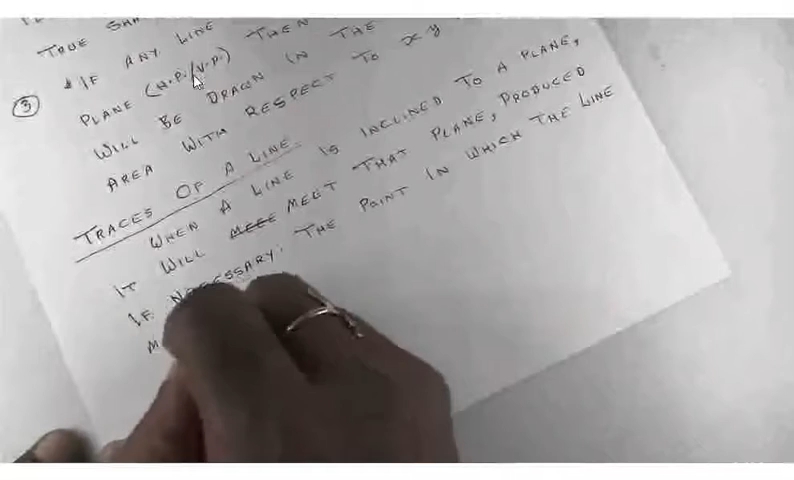 TRUE
③ * IF ANY LINE THEN
PLANE (H.P./V.P.) IN THE
WILL BE DRAWN TO XY
AREA WITH RESPECT
TRACES OF A LINE:
WHEN A LINE IS INCLINED TO A PLANE,
IT WILL MEET THAT PLANE, PRODUCED
IF NECESSARY. THE POINT IN WHICH THE LINE
M